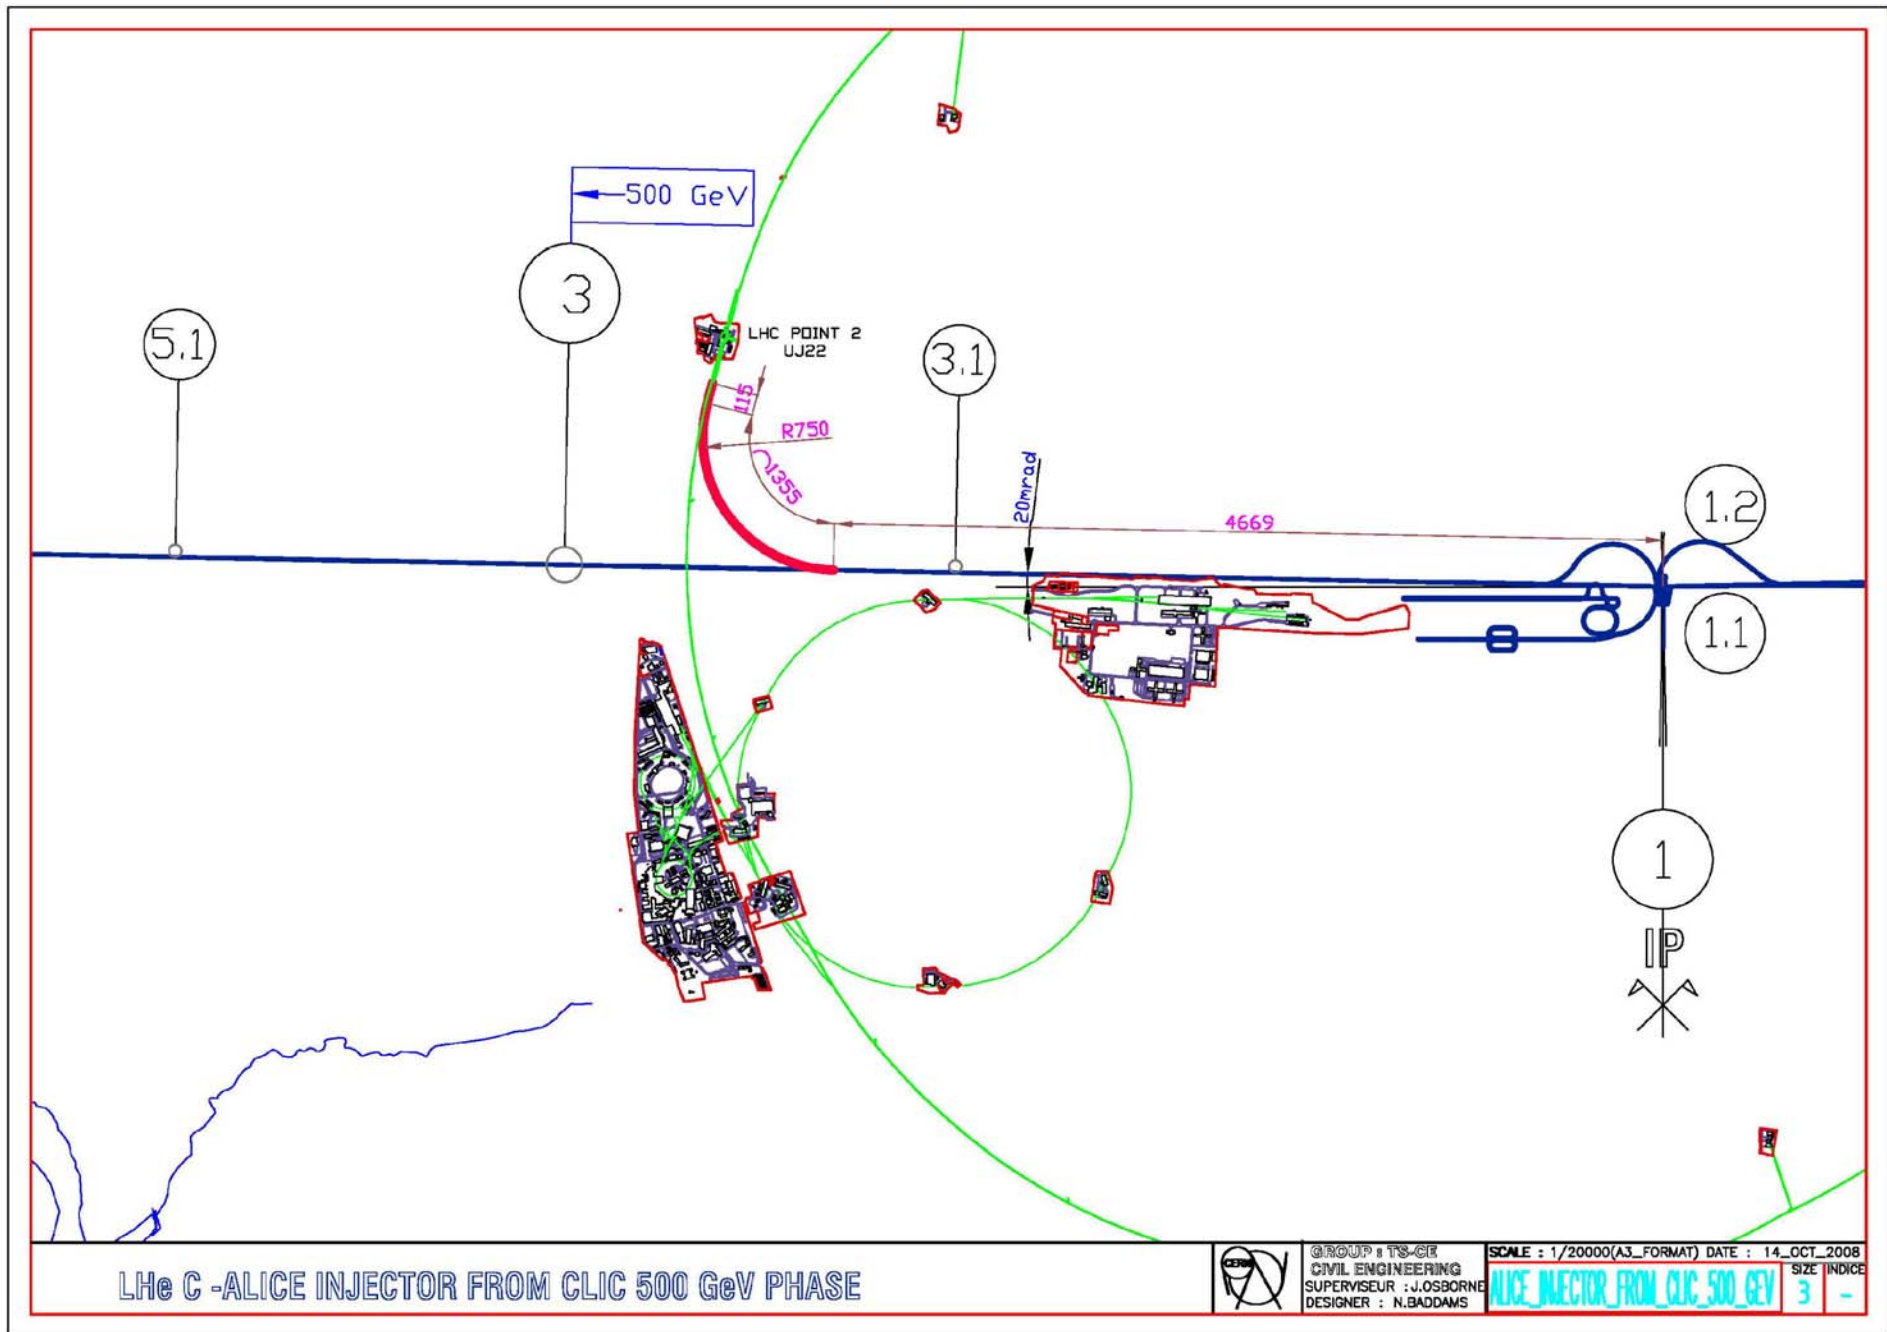 500 GeV
3
5.1
LHC POINT 2
UJ22
3.1
115
R750
⌒1355
20mrad
4669
1.2
1.1
1
IP
LHe C -ALICE INJECTOR FROM CLIC 500 GeV PHASE
CERN
GROUP : TS-CE
CIVIL ENGINEERING
SUPERVISEUR : J.OSBORNE
DESIGNER : N.BADDAMS
SCALE : 1/20000(A3_FORMAT) DATE : 14_OCT_2008
ALICE_INJECTOR_FROM_CLIC_500_GEV
SIZE
3
INDICE
-